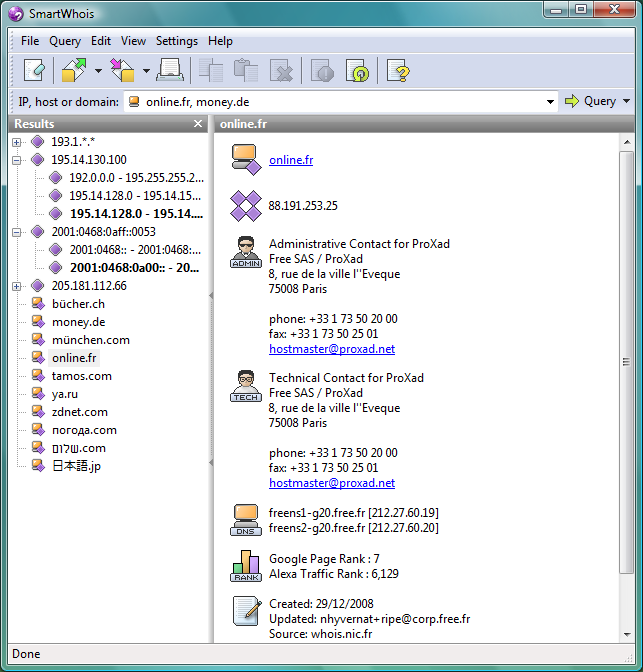 SmartWhois
File Query Edit View Settings Help
IP, host or domain: online.fr, money.de Query
Results
193.1.*.*
195.14.130.100
192.0.0.0 - 195.255.255.2...
195.14.128.0 - 195.14.15...
195.14.128.0 - 195.14....
2001:0468:0aff::0053
2001:0468:: - 2001:0468:...
2001:0468:0a00:: - 20...
205.181.112.66
bücher.ch
money.de
münchen.com
online.fr
tamos.com
ya.ru
zdnet.com
погода.com
שלום.com
日本語.jp
online.fr
online.fr
88.191.253.25
ADMIN
Administrative Contact for ProXad
Free SAS / ProXad
8, rue de la ville l''Eveque
75008 Paris
phone: +33 1 73 50 20 00
fax: +33 1 73 50 25 01
hostmaster@proxad.net
TECH
Technical Contact for ProXad
Free SAS / ProXad
8, rue de la ville l''Eveque
75008 Paris
phone: +33 1 73 50 20 00
fax: +33 1 73 50 25 01
hostmaster@proxad.net
DNS
freens1-g20.free.fr [212.27.60.19]
freens2-g20.free.fr [212.27.60.20]
RANK
Google Page Rank : 7
Alexa Traffic Rank : 6,129
Created: 29/12/2008
Updated: nhyvernat+ripe@corp.free.fr
Source: whois.nic.fr
Done